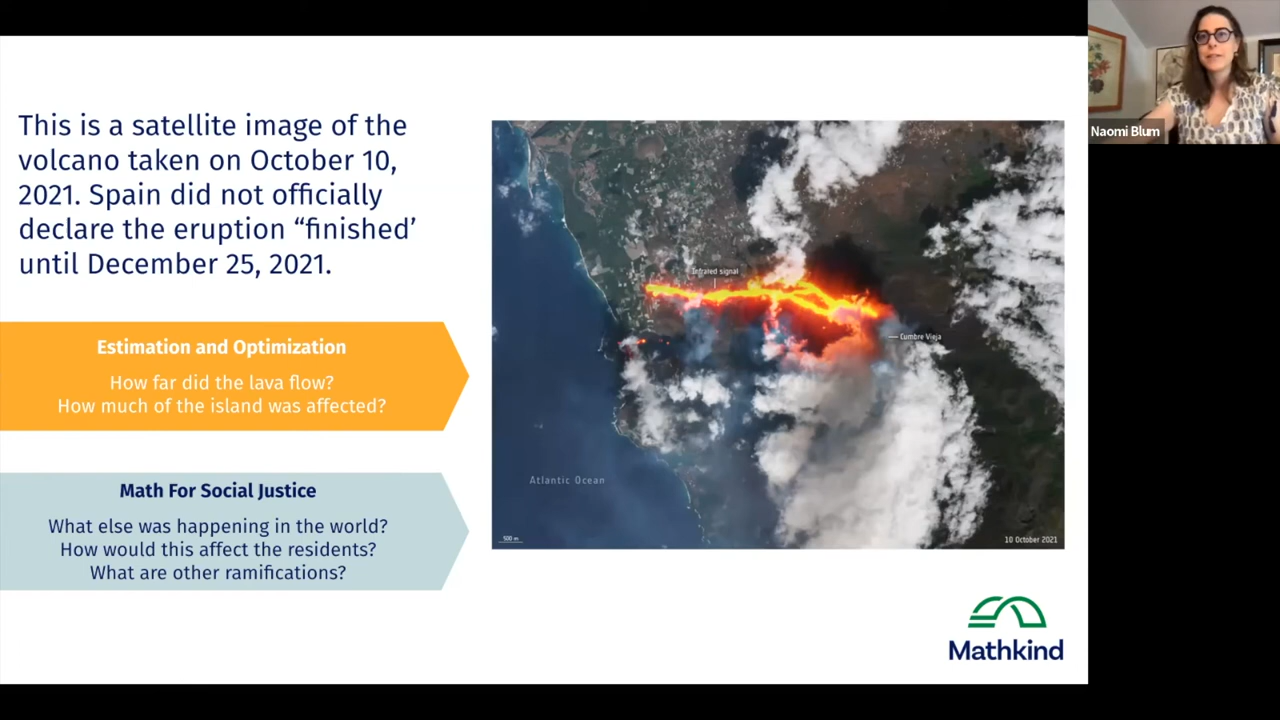 This is a satellite image of the
volcano taken on October 10,
2021. Spain did not officially
declare the eruption “finished’
until December 25, 2021.
Estimation and Optimization
How far did the lava flow?
How much of the island was affected?
Math For Social Justice
What else was happening in the world?
How would this affect the residents?
What are other ramifications?
Infrared signal
Cumbre Vieja
Atlantic Ocean
500 m
10 October 2021
Mathkind
Naomi Blum